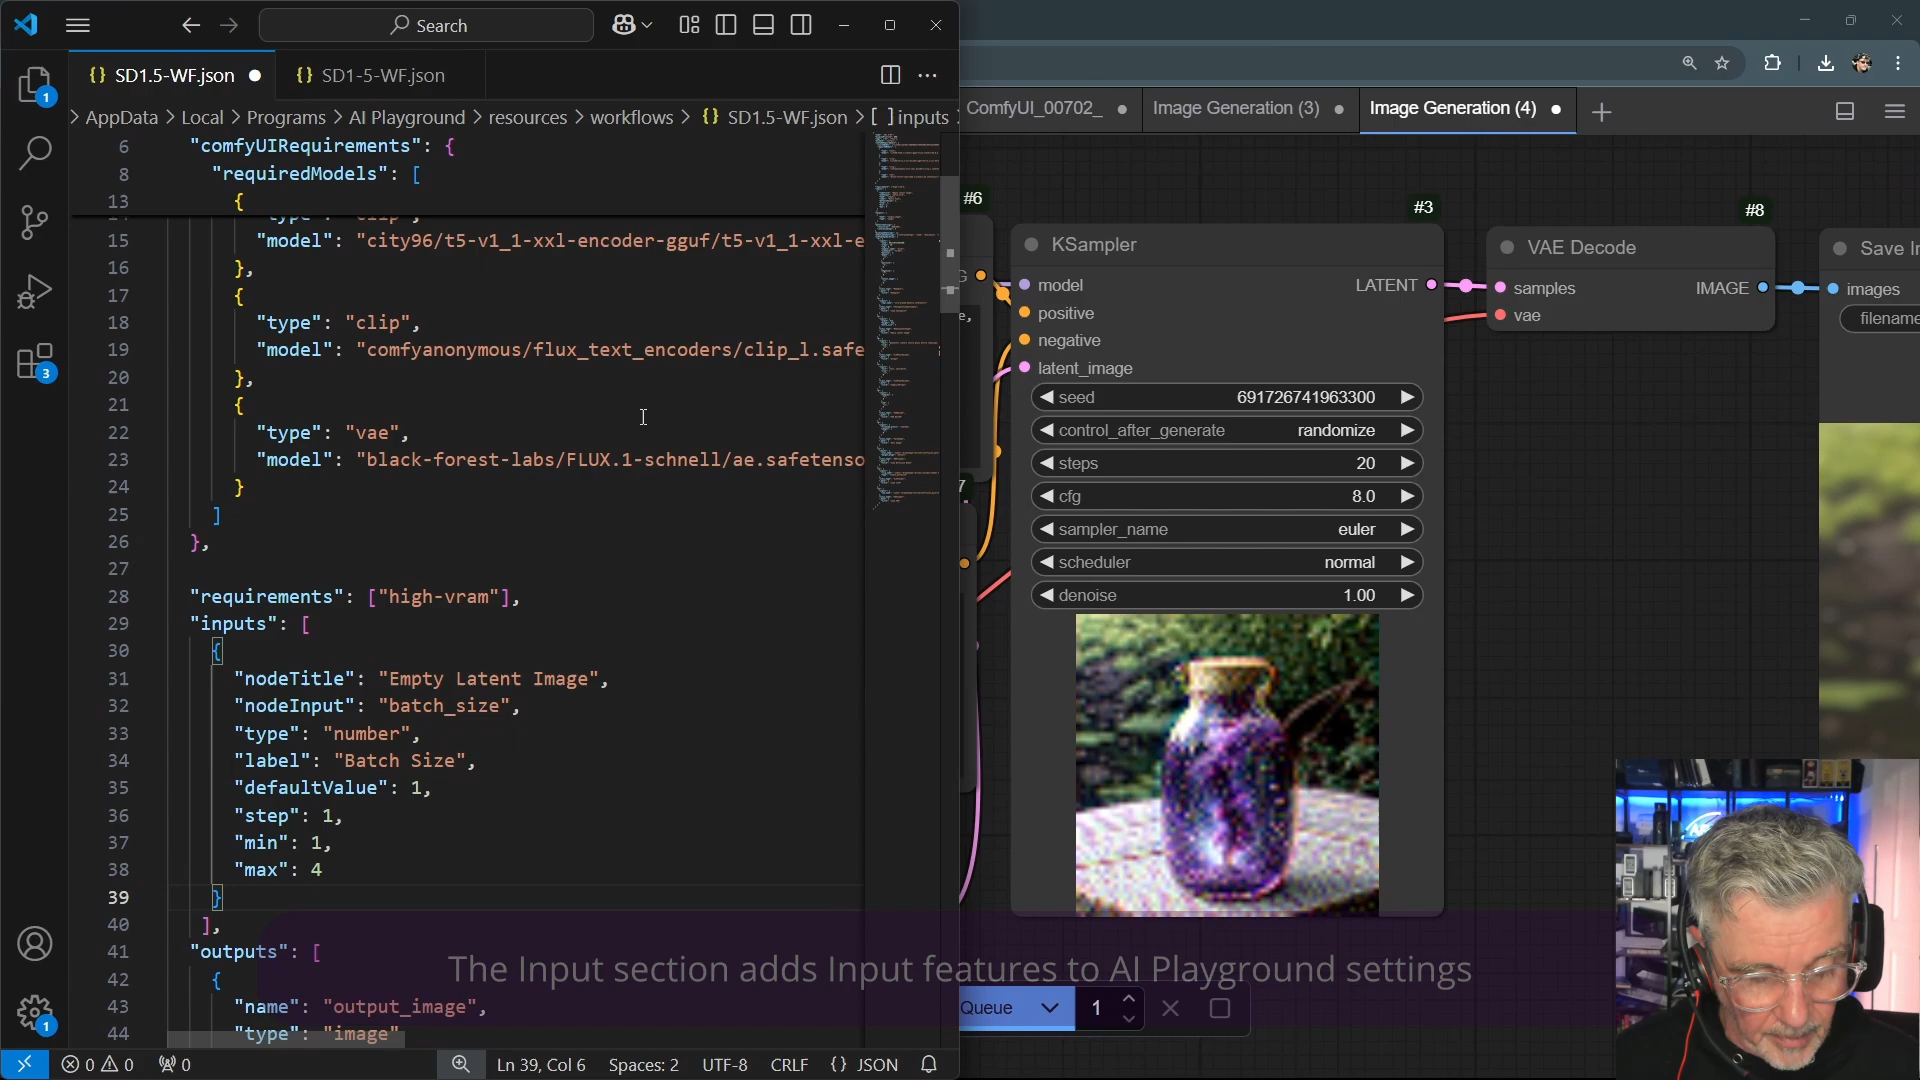 Search
SD1.5-WF.json
SD1-5-WF.json
> AppData > Local > Programs > AI Playground > resources > workflows > {} SD1.5-WF.json > [ ] inputs
6 "comfyUIRequirements": {
8 "requiredModels": [
13 {
15 "model": "city96/t5-v1_1-xxl-encoder-gguf/t5-v1_1-xxl-e
16 },
17 {
18 "type": "clip",
19 "model": "comfyanonymous/flux_text_encoders/clip_l.safe
20 },
21 {
22 "type": "vae",
23 "model": "black-forest-labs/FLUX.1-schnell/ae.safetenso
24 }
25 ]
26 },
27
28 "requirements": ["high-vram"],
29 "inputs": [
30 {
31 "nodeTitle": "Empty Latent Image",
32 "nodeInput": "batch_size",
33 "type": "number",
34 "label": "Batch Size",
35 "defaultValue": 1,
36 "step": 1,
37 "min": 1,
38 "max": 4
39 }
40 ],
41 "outputs": [
42 {
43 "name": "output_image",
44 "type": "image"
1
3
1
0 0 0
Ln 39, Col 6
Spaces: 2
UTF-8
CRLF
{} JSON
ComfyUI_00702_
Image Generation (3)
Image Generation (4)
#6
#3
#8
KSampler
model
LATENT
positive
negative
latent_image
seed 691726741963300
control_after_generate randomize
steps 20
cfg 8.0
sampler_name euler
scheduler normal
denoise 1.00
VAE Decode
samples
IMAGE
vae
Save I
images
filename
The Input section adds Input features to AI Playground settings
Queue
1